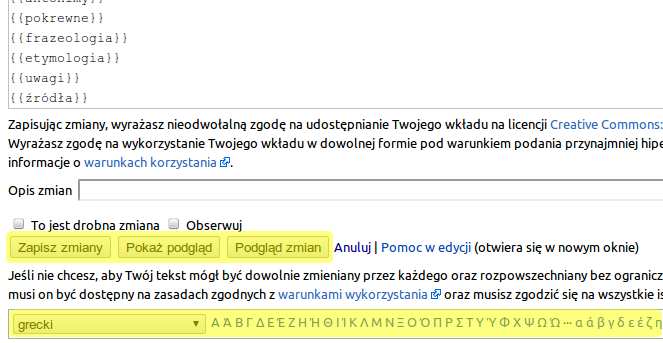 {{antonimy}}
{{pokrewne}}
{{frazeologia}}
{{etymologia}}
{{uwagi}}
{{źródła}}
Zapisując zmiany, wyrażasz nieodwołalną zgodę na udostępnianie Twojego wkładu na licencji Creative Commons:
Wyrażasz zgodę na wykorzystanie Twojego wkładu w dowolnej formie pod warunkiem podania przynajmniej hipe
informacje o warunkach korzystania.
Opis zmian
To jest drobna zmiana Obserwuj
Zapisz zmiany Pokaż podgląd Podgląd zmian Anuluj | Pomoc w edycji (otwiera się w nowym oknie)
Jeśli nie chcesz, aby Twój tekst mógł być dowolnie zmieniany przez każdego oraz rozpowszechniany bez ogranicz
musi on być dostępny na zasadach zgodnych z warunkami wykorzystania oraz musisz zgodzić się na wszystkie is
grecki Α Ά Β Γ Δ Ε Έ Ζ Η Ή Θ Ι Ί Κ Λ Μ Ν Ξ Ο Ό Π Ρ Σ Τ Υ Ύ Φ Χ Ψ Ω Ώ ··· α ά β γ δ ε έ ζ η